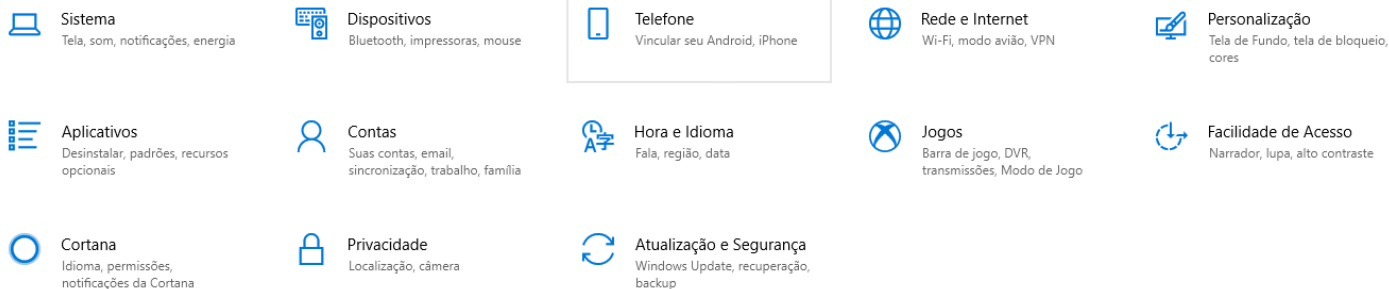 Sistema
Tela, som, notificações, energia
Dispositivos
Bluetooth, impressoras, mouse
Telefone
Vincular seu Android, iPhone
Rede e Internet
Wi-Fi, modo avião, VPN
Personalização
Tela de Fundo, tela de bloqueio,
cores
Aplicativos
Desinstalar, padrões, recursos
opcionais
Contas
Suas contas, email,
sincronização, trabalho, família
Hora e Idioma
Fala, região, data
Jogos
Barra de jogo, DVR,
transmissões, Modo de Jogo
Facilidade de Acesso
Narrador, lupa, alto contraste
Cortana
Idioma, permissões,
notificações da Cortana
Privacidade
Localização, câmera
Atualização e Segurança
Windows Update, recuperação,
backup